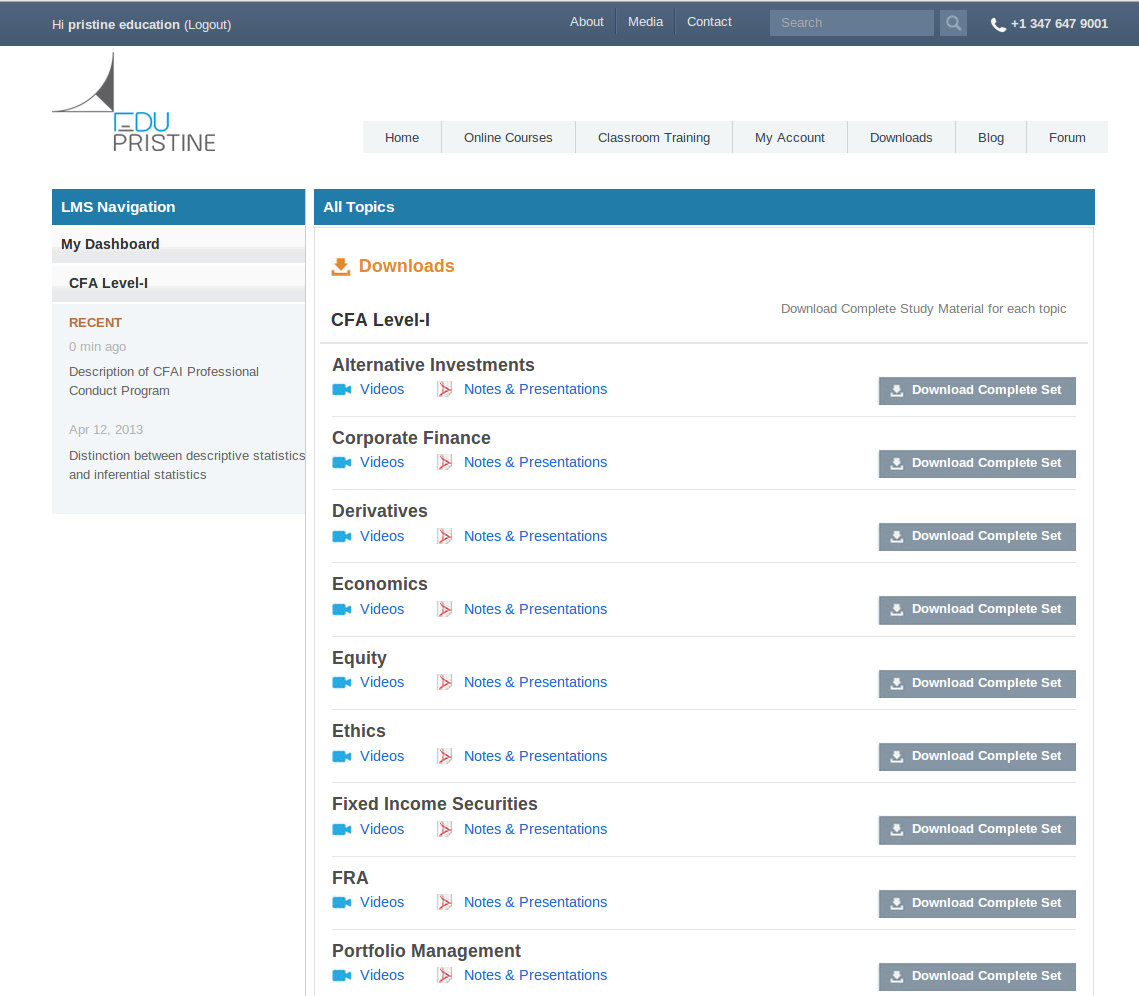 Hi pristine education (Logout)
About
Media
Contact
Search
+1 347 647 9001
EDU
PRISTINE
Home
Online Courses
Classroom Training
My Account
Downloads
Blog
Forum
LMS Navigation
My Dashboard
CFA Level-I
RECENT
0 min ago
Description of CFAI Professional
Conduct Program
Apr 12, 2013
Distinction between descriptive statistics
and inferential statistics
All Topics
Downloads
CFA Level-I
Download Complete Study Material for each topic
Alternative Investments
Videos
Notes & Presentations
Download Complete Set
Corporate Finance
Videos
Notes & Presentations
Download Complete Set
Derivatives
Videos
Notes & Presentations
Download Complete Set
Economics
Videos
Notes & Presentations
Download Complete Set
Equity
Videos
Notes & Presentations
Download Complete Set
Ethics
Videos
Notes & Presentations
Download Complete Set
Fixed Income Securities
Videos
Notes & Presentations
Download Complete Set
FRA
Videos
Notes & Presentations
Download Complete Set
Portfolio Management
Videos
Notes & Presentations
Download Complete Set